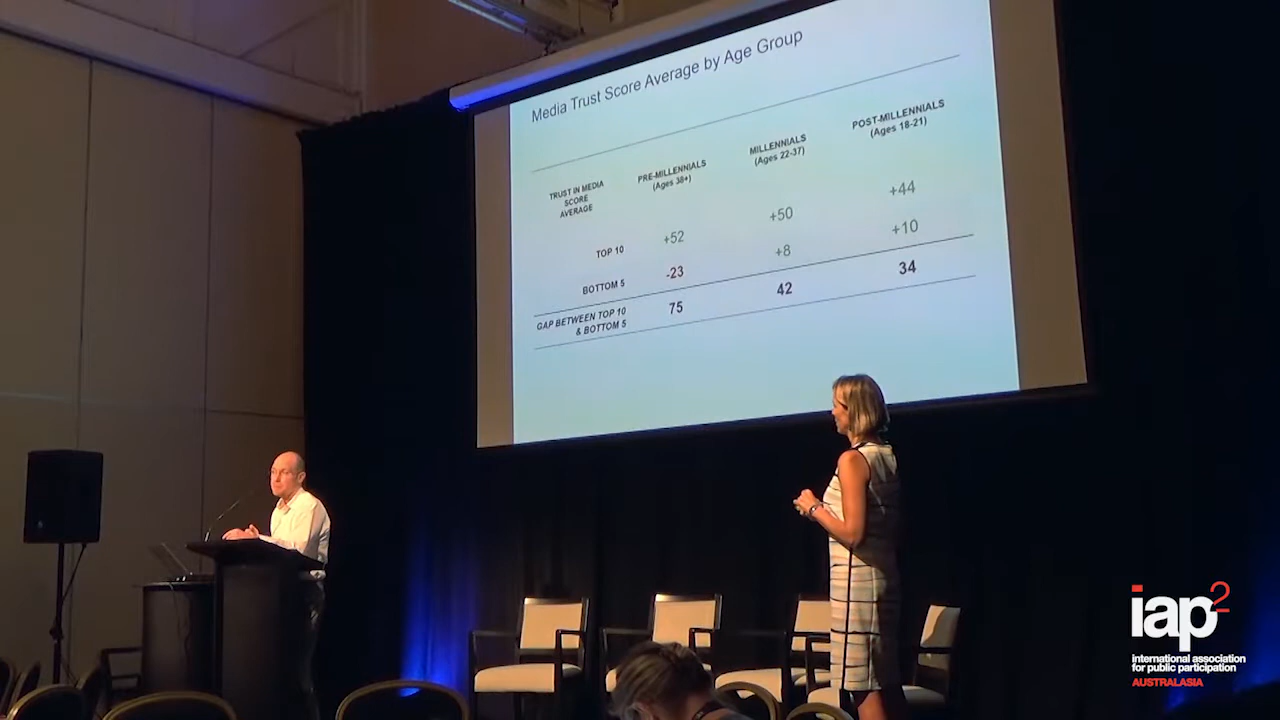 Media Trust Score Average by Age Group
TRUST IN MEDIA
SCORE
AVERAGE
PRE-MILLENNIALS
(Ages 38+)
MILLENNIALS
(Ages 22-37)
POST-MILLENNIALS
(Ages 18-21)
TOP 10 +52 +50 +44
BOTTOM 5 -23 +8 +10
GAP BETWEEN TOP 10
& BOTTOM 5 75 42 34
iap2
international association
for public participation
AUSTRALASIA